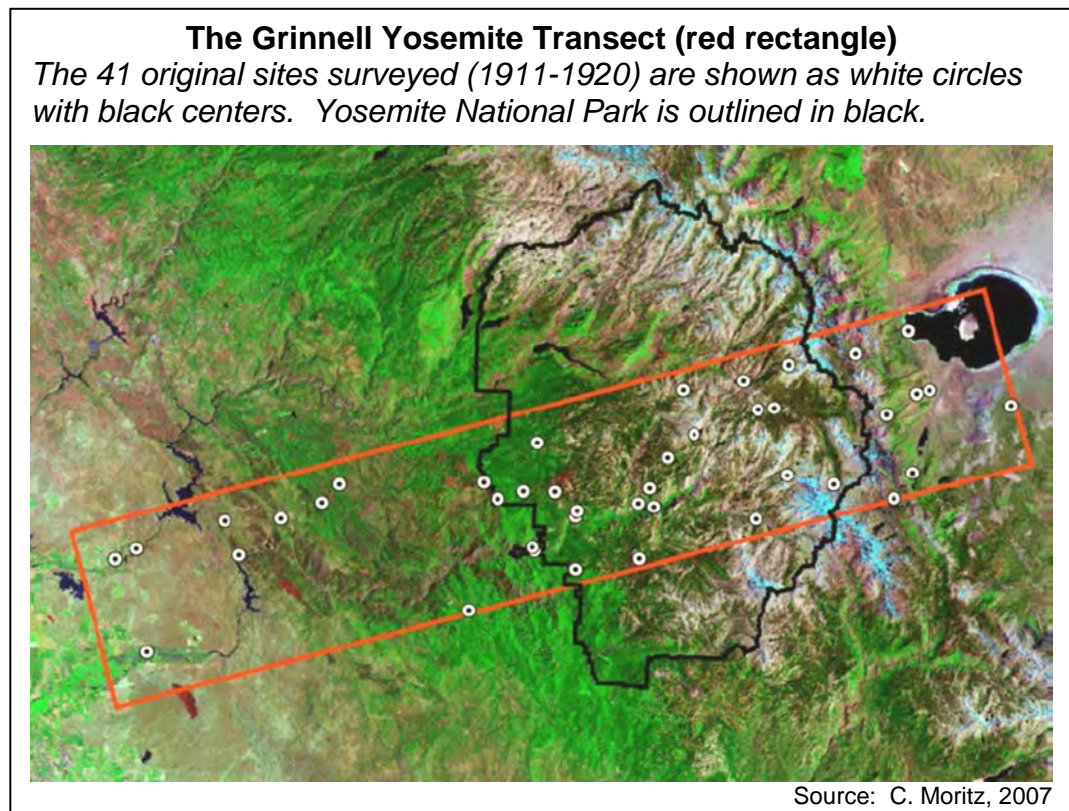 The Grinnell Yosemite Transect (red rectangle)
The 41 original sites surveyed (1911-1920) are shown as white circles
with black centers.  Yosemite National Park is outlined in black.
Source:  C. Moritz, 2007